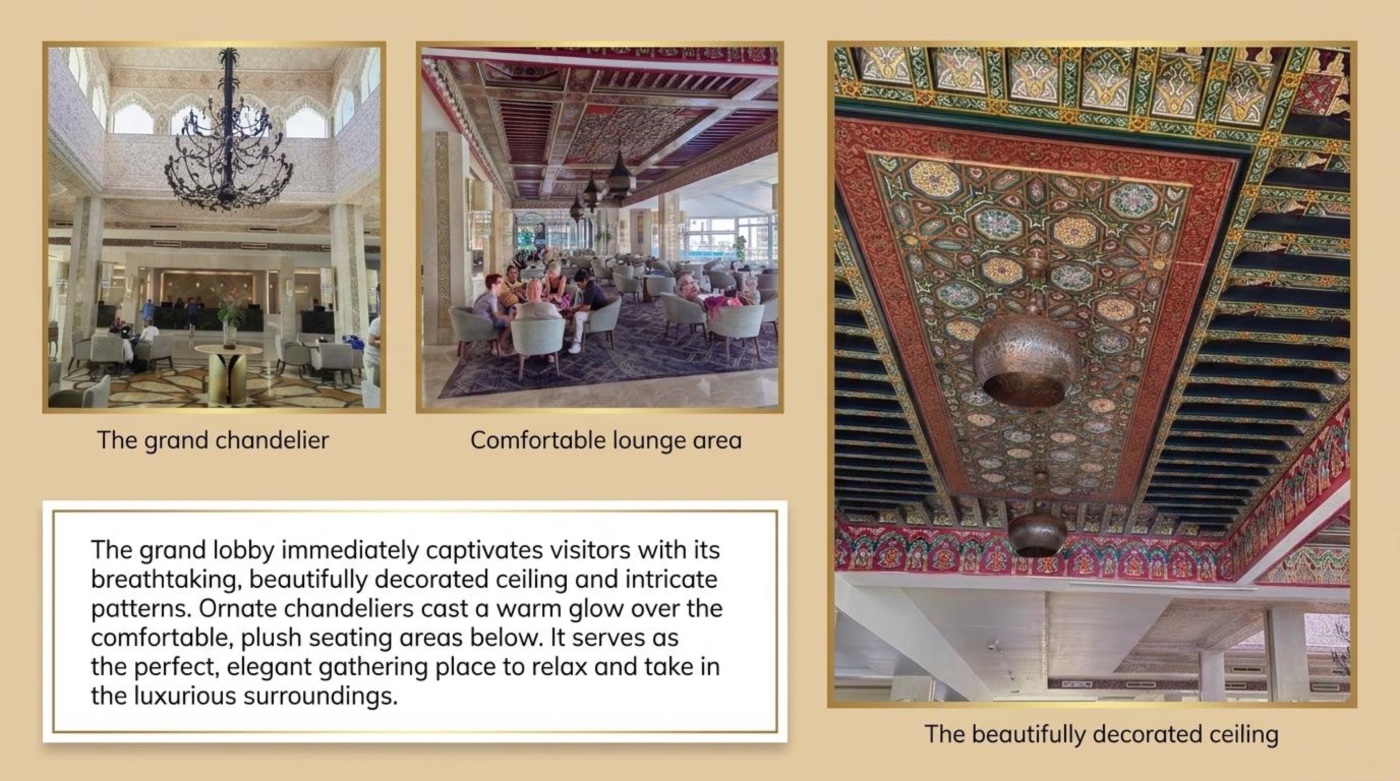 The grand chandelier
Comfortable lounge area
The grand lobby immediately captivates visitors with its
breathtaking, beautifully decorated ceiling and intricate
patterns. Ornate chandeliers cast a warm glow over the
comfortable, plush seating areas below. It serves as
the perfect, elegant gathering place to relax and take in
the luxurious surroundings.
The beautifully decorated ceiling